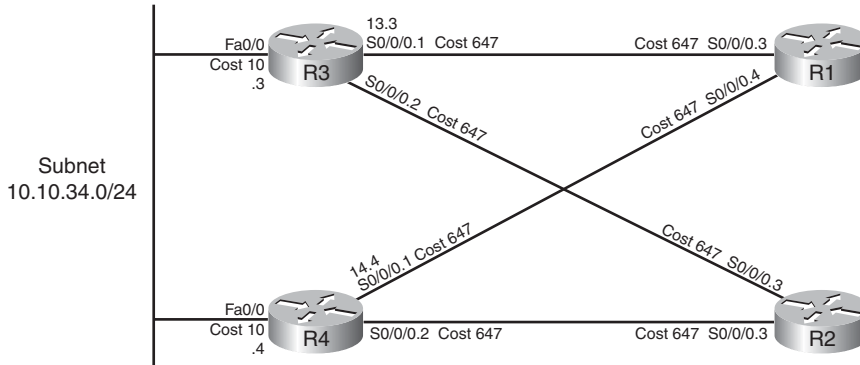 13.3
Fa0/0
S0/0/0.1 Cost 647
Cost 647 S0/0/0.3
Cost 10
R3
R1
.3
S0/0/0.2 Cost 647
Cost 647 S0/0/0.4
Subnet
10.10.34.0/24
14.4
S0/0/0.1 Cost 647
Cost 647 S0/0/0.3
Fa0/0
Cost 10
R4
S0/0/0.2 Cost 647
Cost 647 S0/0/0.3
R2
.4